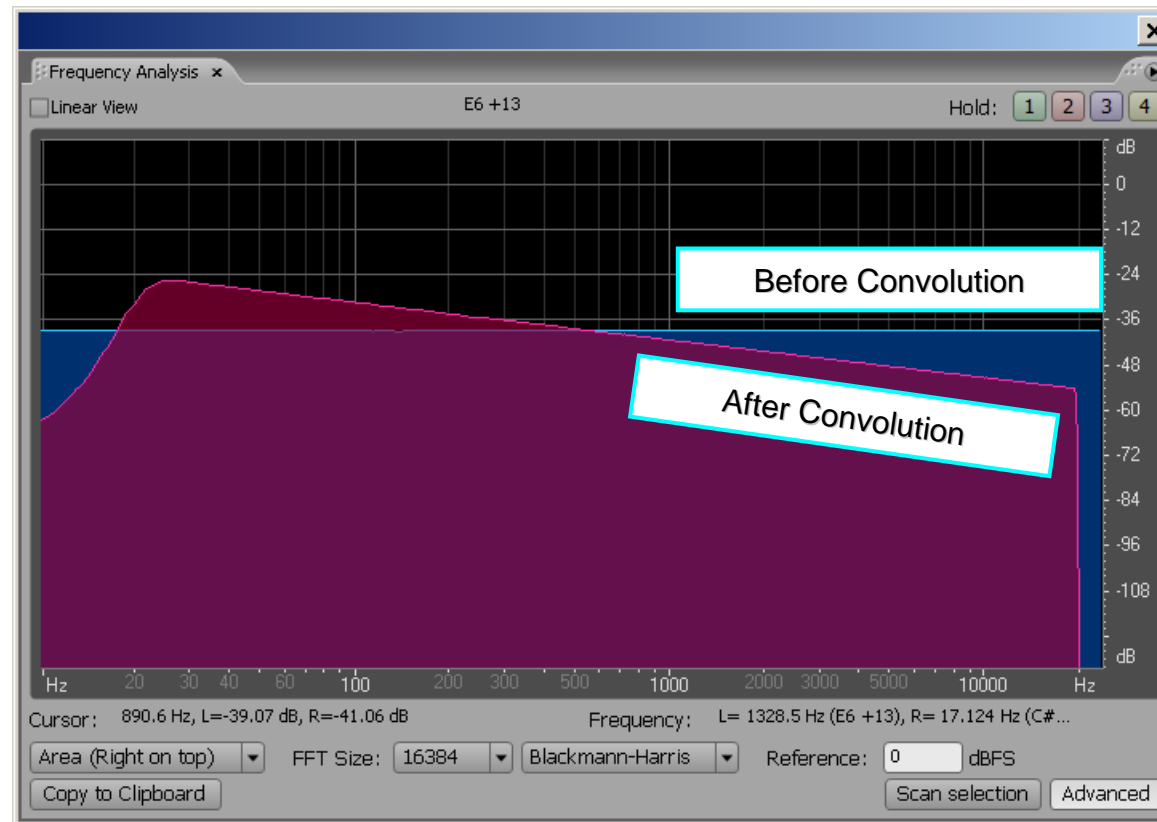 Frequency Analysis ×
Linear View E6 +13 Hold: 1 2 3 4
dB
0
-12
-24
-36
-48
-60
-72
-84
-96
-108
dB
Before Convolution
After Convolution
Hz 20 30 40 60 100 200 300 500 1000 2000 3000 5000 10000 Hz
Cursor: 890.6 Hz, L=-39.07 dB, R=-41.06 dB Frequency: L= 1328.5 Hz (E6 +13), R= 17.124 Hz (C#...
Area (Right on top) FFT Size: 16384 Blackmann-Harris Reference: 0 dBFS
Copy to Clipboard Scan selection Advanced